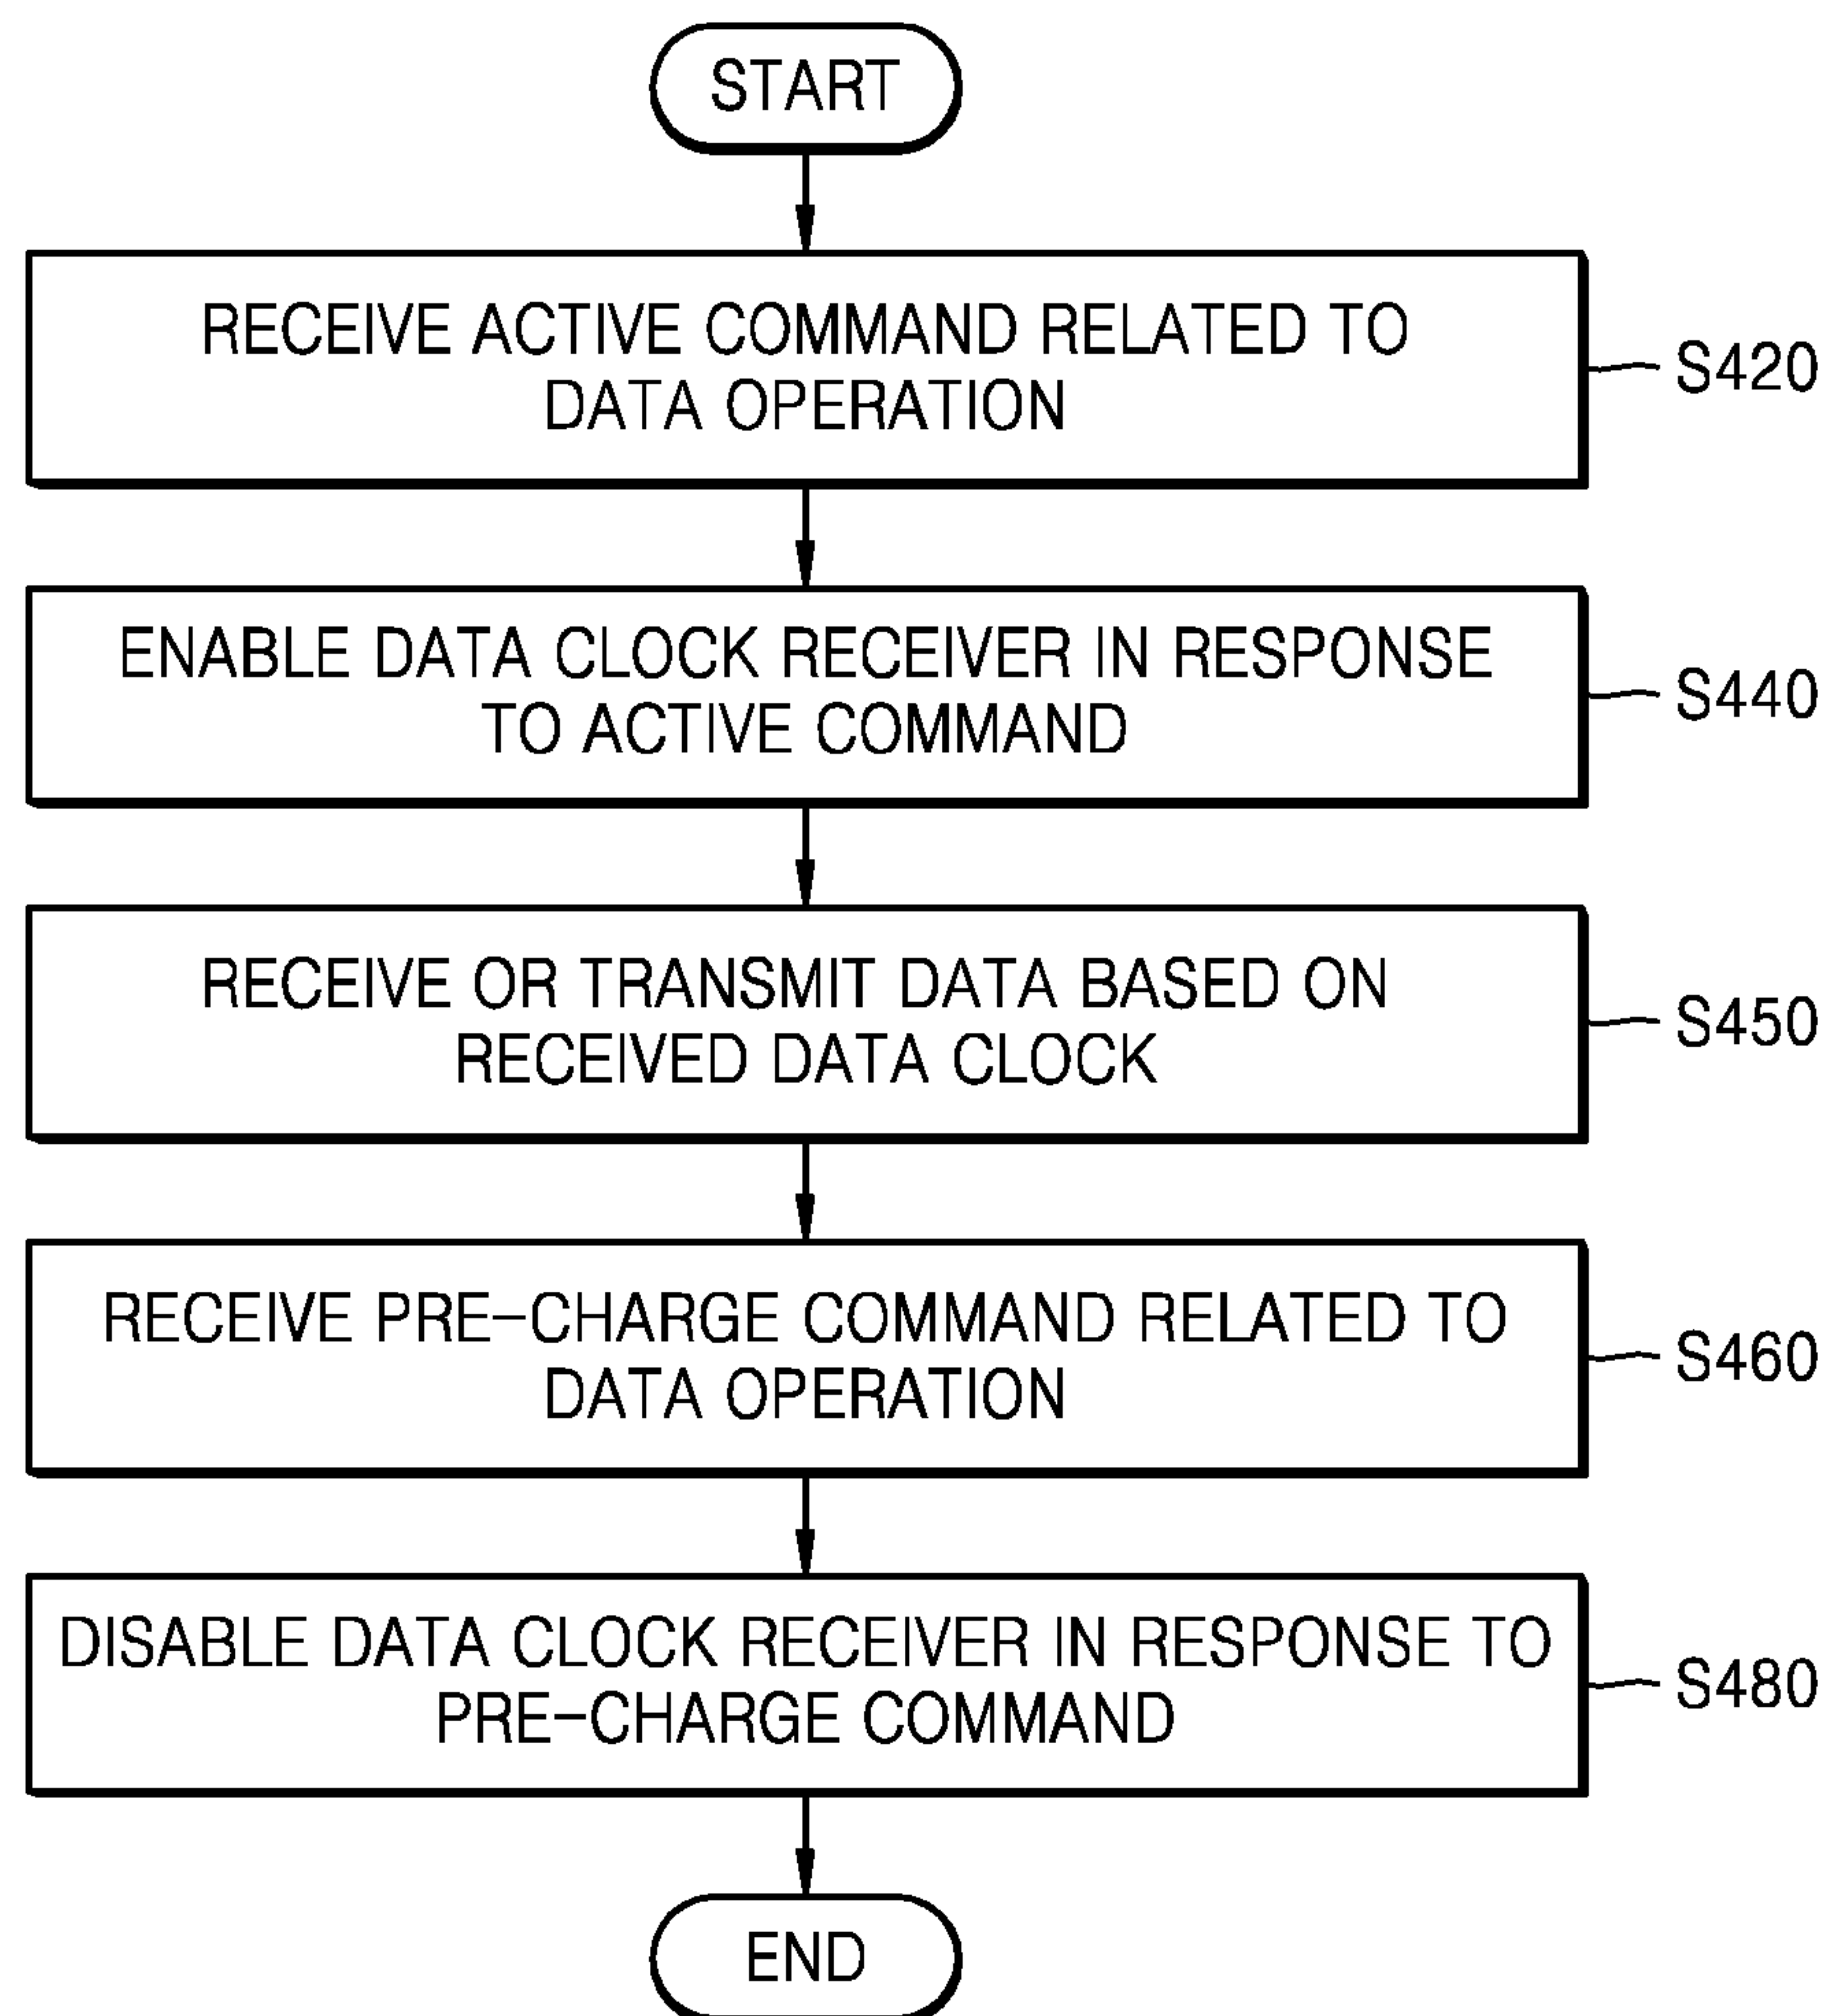 START
RECEIVE ACTIVE COMMAND RELATED TO
DATA OPERATION
S420
ENABLE DATA CLOCK RECEIVER IN RESPONSE
TO ACTIVE COMMAND
S440
RECEIVE OR TRANSMIT DATA BASED ON
RECEIVED DATA CLOCK
S450
RECEIVE PRE-CHARGE COMMAND RELATED TO
DATA OPERATION
S460
DISABLE DATA CLOCK RECEIVER IN RESPONSE TO
PRE-CHARGE COMMAND
S480
END